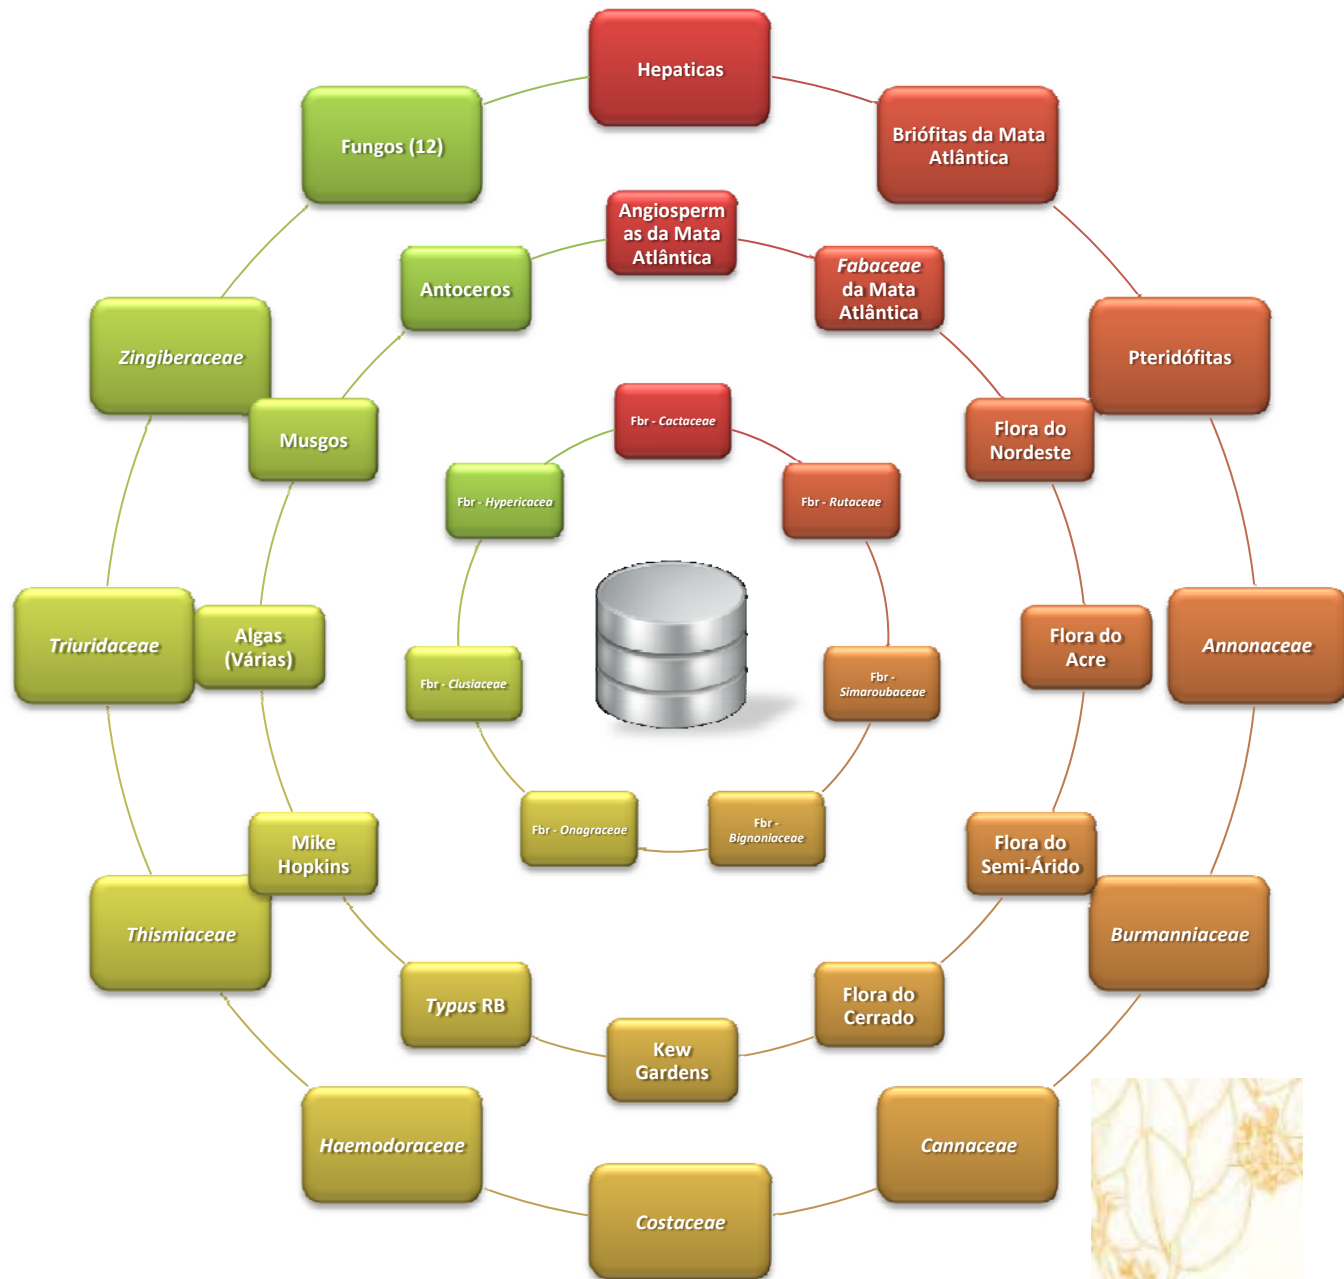 Hepaticas
Briófitas da Mata
Atlântica
Pteridófitas
Annonaceae
Burmanniaceae
Cannaceae
Costaceae
Haemodoraceae
Thismiaceae
Triuridaceae
Zingiberaceae
Fungos (12)
Angiosperm
as da Mata
Atlântica
Fabaceae
da Mata
Atlântica
Flora do
Nordeste
Flora do
Acre
Flora do
Semi-Árido
Flora do
Cerrado
Kew
Gardens
Typus RB
Mike
Hopkins
Algas
(Várias)
Musgos
Antoceros
Fbr - Cactaceae
Fbr - Rutaceae
Fbr -
Simaroubaceae
Fbr -
Bignoniaceae
Fbr - Onagraceae
Fbr - Clusiaceae
Fbr - Hypericacea